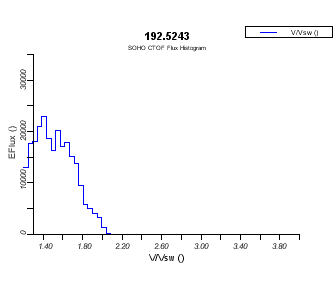 V/Vsw ()
192.5243
SOHO CTOF Flux Histogram
EFlux ()
30000
20000
10000
0
1.40 1.80 2.20 2.60 3.00 3.20 3.80
V/Vsw ()